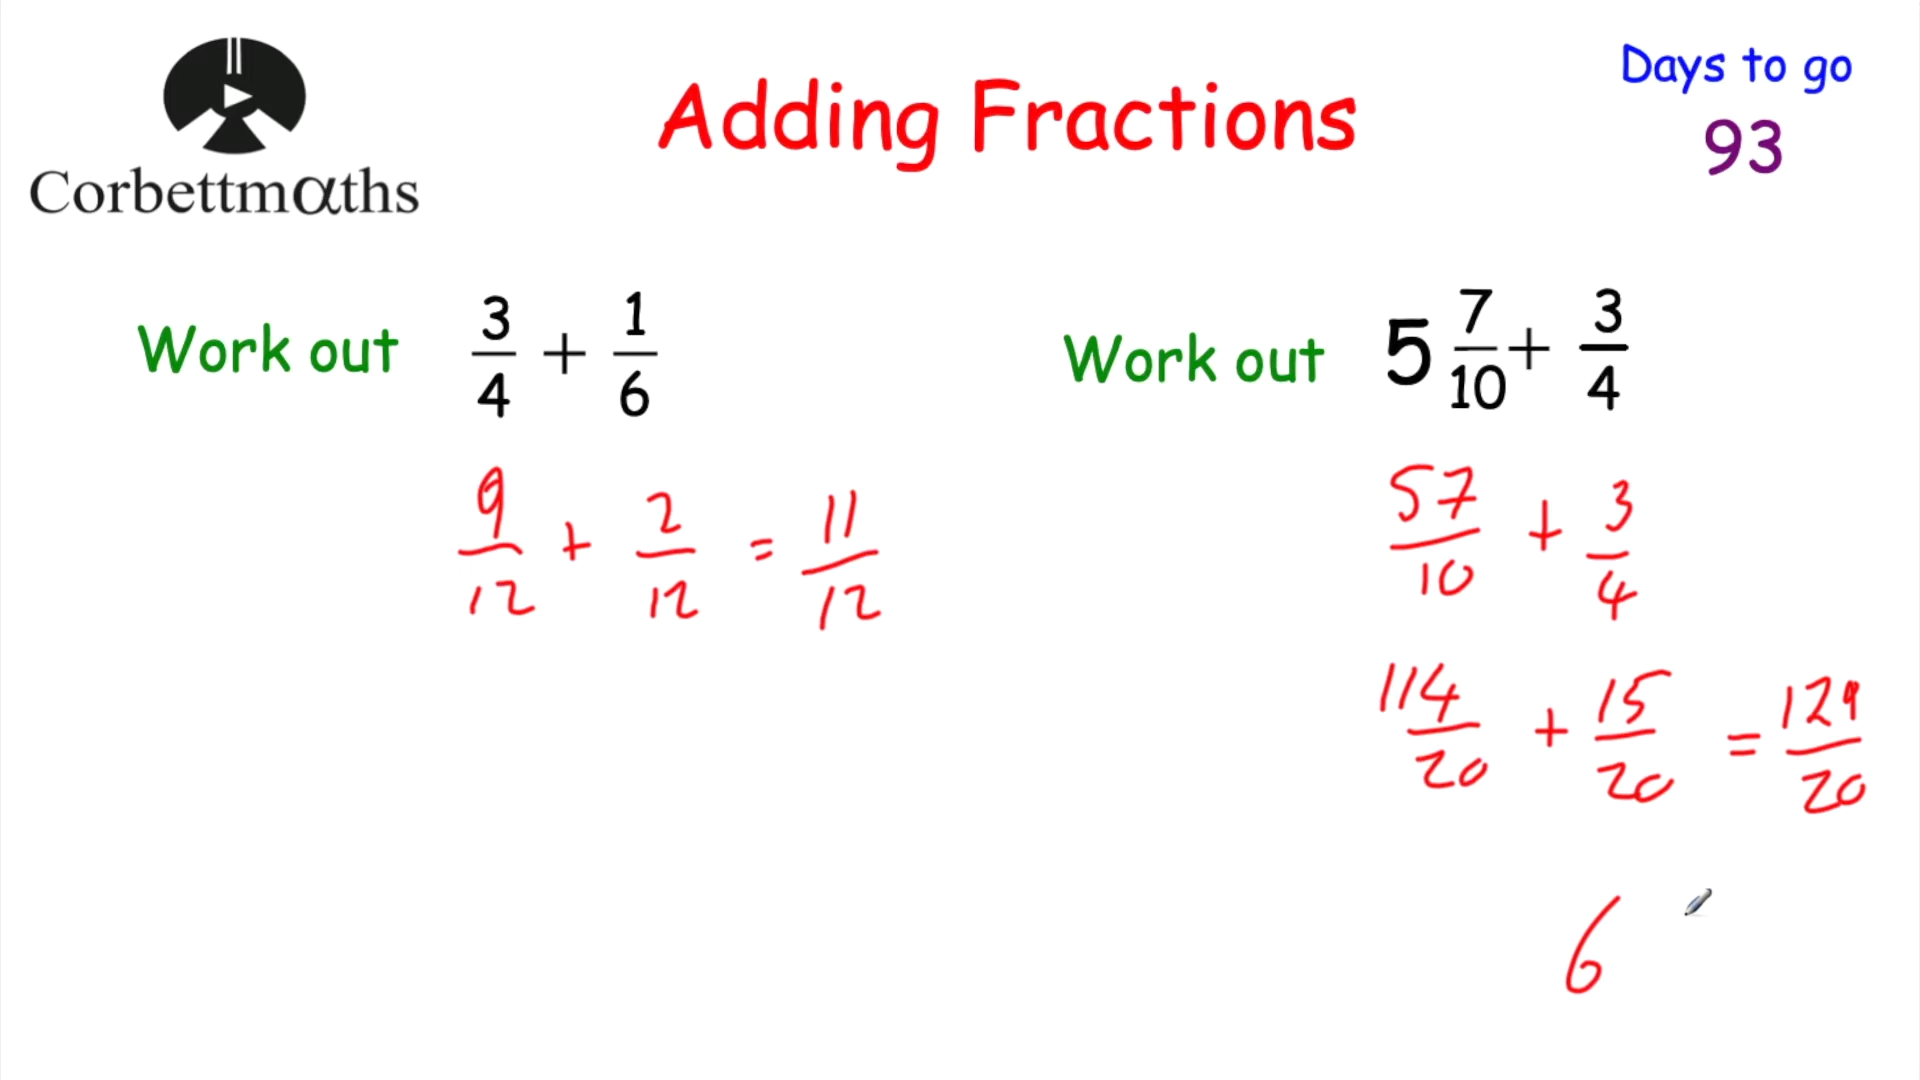 Corbettmαths
Adding Fractions
Days to go
93
Work out 3/4 + 1/6
9/12 + 2/12 = 11/12
Work out 5 7/10 + 3/4
57/10 + 3/4
114/20 + 15/20 = 129/20
6